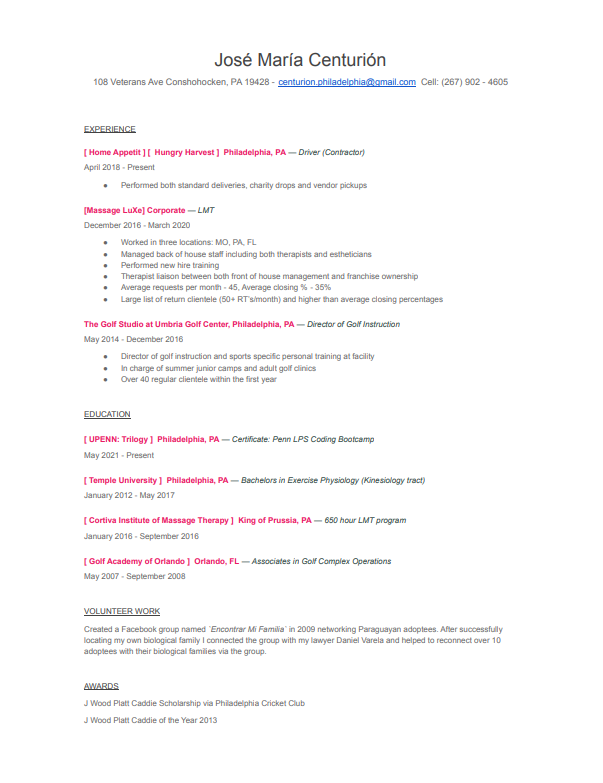 José María Centurión
108 Veterans Ave Conshohocken, PA 19428 - centurion.philadelphia@gmail.com Cell: (267) 902 - 4605
EXPERIENCE
[ Home Appetit ] [ Hungry Harvest ] Philadelphia, PA — Driver (Contractor)
April 2018 - Present
● Performed both standard deliveries, charity drops and vendor pickups
[Massage LuXe] Corporate — LMT
December 2016 - March 2020
● Worked in three locations: MO, PA, FL
● Managed back of house staff including both therapists and estheticians
● Performed new hire training
● Therapist liaison between both front of house management and franchise ownership
● Average requests per month - 45, Average closing % - 35%
● Large list of return clientele (50+ RT's/month) and higher than average closing percentages
The Golf Studio at Umbria Golf Center, Philadelphia, PA — Director of Golf Instruction
May 2014 - December 2016
● Director of golf instruction and sports specific personal training at facility
● In charge of summer junior camps and adult golf clinics
● Over 40 regular clientele within the first year
EDUCATION
[ UPENN: Trilogy ] Philadelphia, PA — Certificate: Penn LPS Coding Bootcamp
May 2021 - Present
[ Temple University ] Philadelphia, PA — Bachelors in Exercise Physiology (Kinesiology tract)
January 2012 - May 2017
[ Cortiva Institute of Massage Therapy ] King of Prussia, PA — 650 hour LMT program
January 2016 - September 2016
[ Golf Academy of Orlando ] Orlando, FL — Associates in Golf Complex Operations
May 2007 - September 2008
VOLUNTEER WORK
Created a Facebook group named `Encontrar Mi Familia` in 2009 networking Paraguayan adoptees. After successfully
locating my own biological family I connected the group with my lawyer Daniel Varela and helped to reconnect over 10
adoptees with their biological families via the group.
AWARDS
J Wood Platt Caddie Scholarship via Philadelphia Cricket Club
J Wood Platt Caddie of the Year 2013